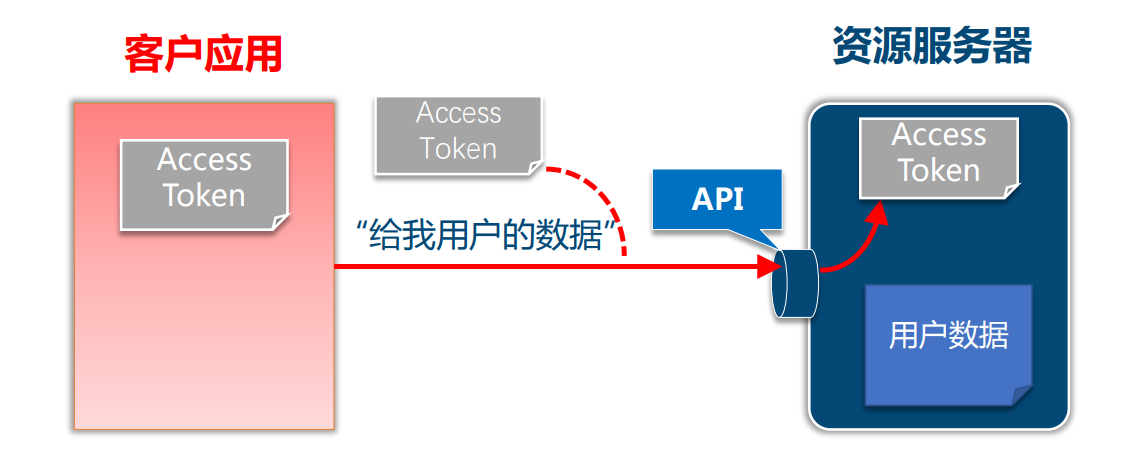 客户应用
资源服务器
Access
Token
Access
Token
Access
Token
API
“给我用户的数据”
用户数据